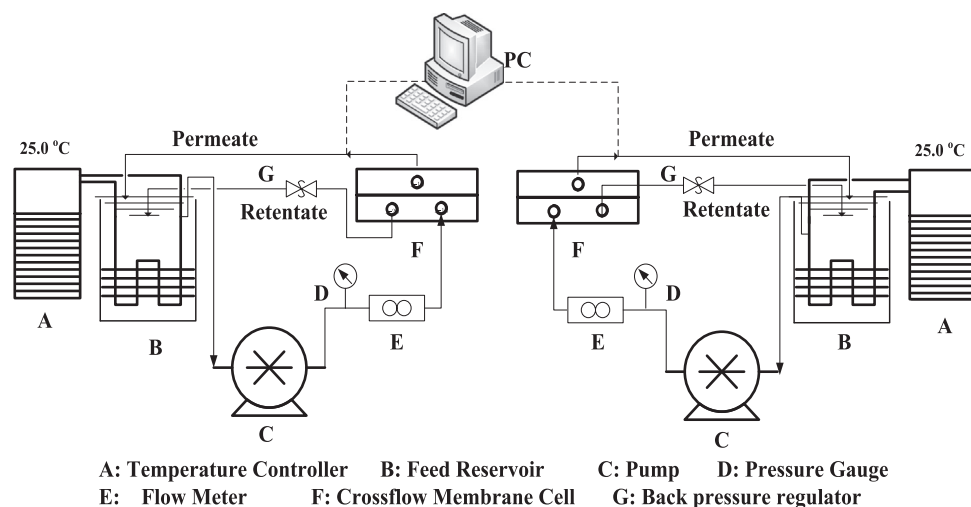 PC
Permeate
Permeate
25.0 °C
25.0 °C
G
G
Retentate
Retentate
F
F
D
D
A
B
E
E
B
A
C
C
A: Temperature Controller B: Feed Reservoir C: Pump D: Pressure Gauge
E: Flow Meter F: Crossflow Membrane Cell G: Back pressure regulator